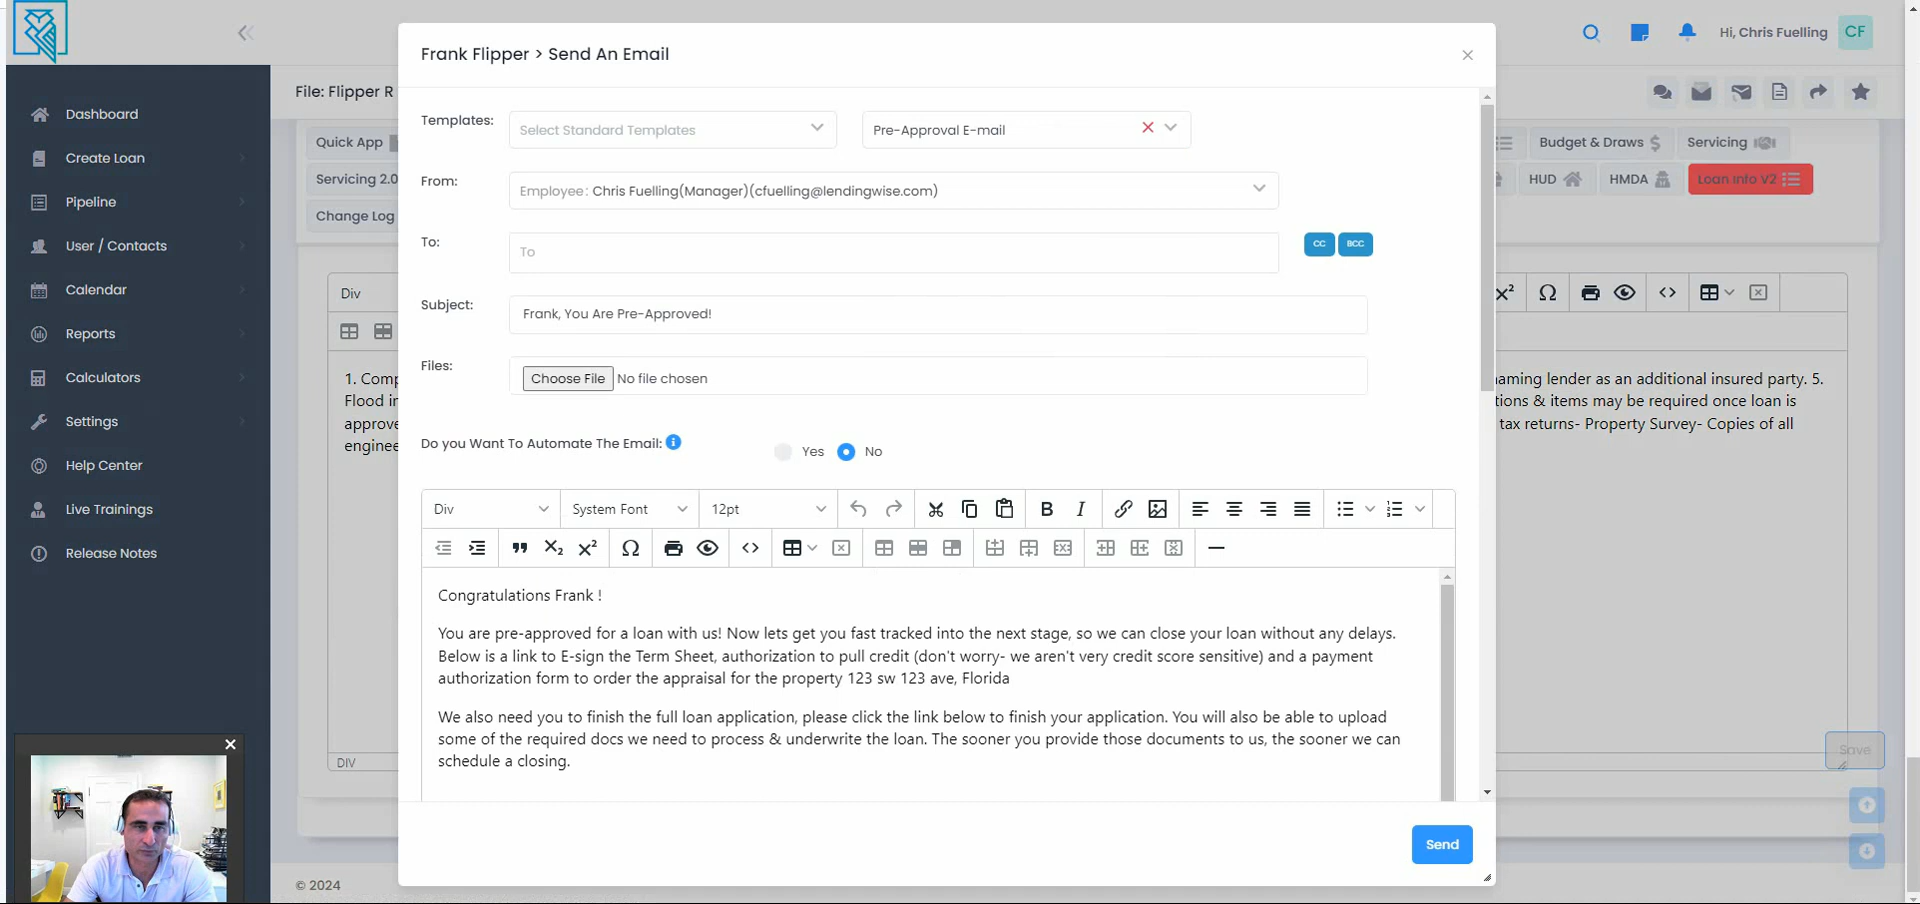 Hi, Chris Fuelling CF
Frank Flipper > Send An Email
×
File: Flipper R
Dashboard
Create Loan
Pipeline
User / Contacts
Calendar
Reports
Calculators
Settings
Help Center
Live Trainings
Release Notes
Quick App
Servicing 2.0
Change Log
Budget & Draws $
Servicing
HUD
HMDA
Loan Info V2
Templates:
Select Standard Templates
Pre-Approval E-mail
From:
Employee: Chris Fuelling(Manager)(cfuelling@lendingwise.com)
To:
To
CC
BCC
Subject:
Frank, You Are Pre-Approved!
Files:
Choose File No file chosen
Do you Want To Automate The Email:
Yes
No
Div
System Font
12pt
Congratulations Frank !
You are pre-approved for a loan with us! Now lets get you fast tracked into the next stage, so we can close your loan without any delays.
Below is a link to E-sign the Term Sheet, authorization to pull credit (don't worry- we aren't very credit score sensitive) and a payment
authorization form to order the appraisal for the property 123 sw 123 ave, Florida
We also need you to finish the full loan application, please click the link below to finish your application. You will also be able to upload
some of the required docs we need to process & underwrite the loan. The sooner you provide those documents to us, the sooner we can
schedule a closing.
Send
Div
1. Comp
Flood in
approve
enginee
DIV
aming lender as an additional insured party. 5.
tions & items may be required once loan is
tax returns- Property Survey- Copies of all
Save
© 2024